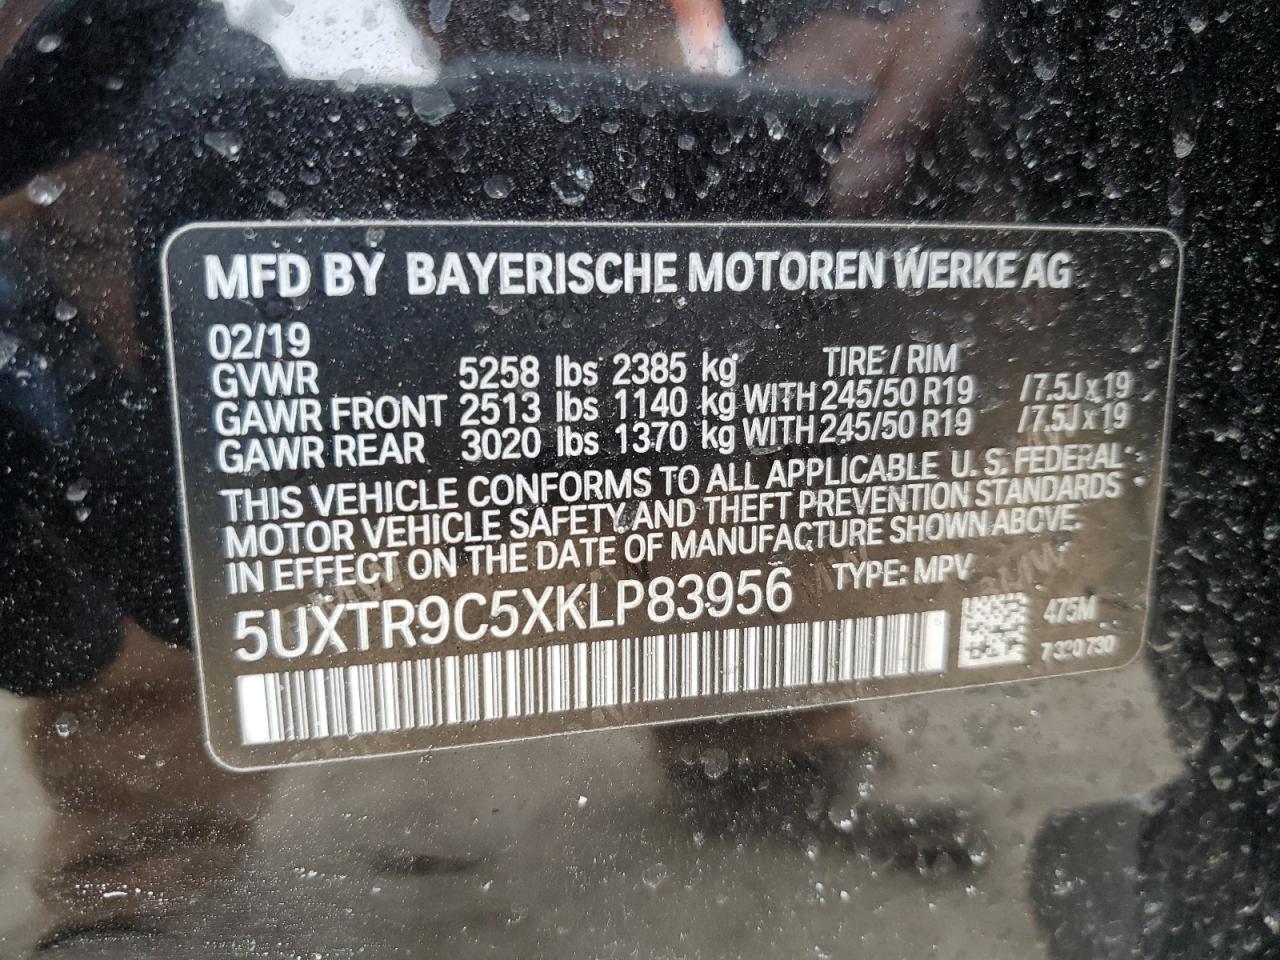 MFD BY BAYERISCHE MOTOREN WERKE AG
02/19
GVWR 5258 lbs 2385 kg TIRE / RIM
GAWR FRONT 2513 lbs 1140 kg WITH 245/50 R19 /7.5J x 19
GAWR REAR 3020 lbs 1370 kg WITH 245/50 R19 /7.5J x 19
THIS VEHICLE CONFORMS TO ALL APPLICABLE U. S. FEDERAL
MOTOR VEHICLE SAFETY AND THEFT PREVENTION STANDARDS
IN EFFECT ON THE DATE OF MANUFACTURE SHOWN ABOVE.
5UXTR9C5XKLP83956 TYPE: MPV
475M